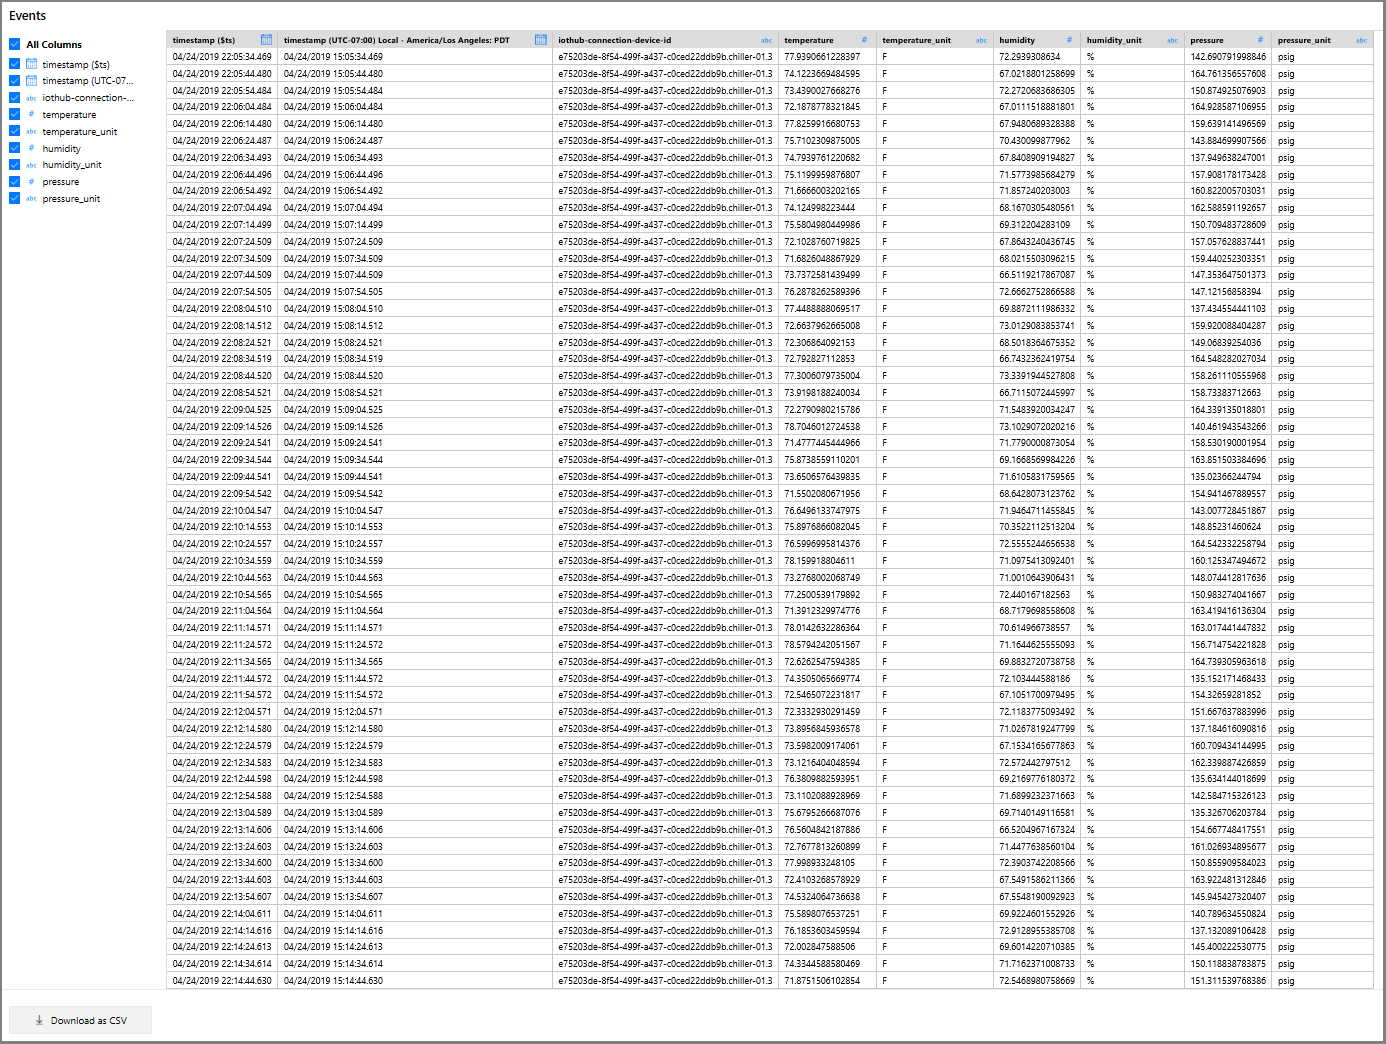 Events
All Columns
timestamp ($ts)
timestamp (UTC-07...
abc iothub-connection-...
# temperature
abc temperature_unit
# humidity
abc humidity_unit
# pressure
abc pressure_unit
timestamp ($ts) timestamp (UTC-07:00) Local - America/Los Angeles: PDT iothub-connection-device-id abc temperature # temperature_unit abc humidity # humidity_unit abc pressure # pressure_unit abc
04/24/2019 22:05:34.469 04/24/2019 15:05:34.469 e75203de-8f54-499f-a437-c0ced22ddb9b.chiller-01.3 77.9390661228397 F 72.2939308634 % 142.690791998846 psig
04/24/2019 22:05:44.480 04/24/2019 15:05:44.480 e75203de-8f54-499f-a437-c0ced22ddb9b.chiller-01.3 74.1223669484595 F 67.0218801258699 % 164.761356557608 psig
04/24/2019 22:05:54.484 04/24/2019 15:05:54.484 e75203de-8f54-499f-a437-c0ced22ddb9b.chiller-01.3 73.4390027668276 F 72.2720683686305 % 150.874925076903 psig
04/24/2019 22:06:04.484 04/24/2019 15:06:04.484 e75203de-8f54-499f-a437-c0ced22ddb9b.chiller-01.3 72.1878778321845 F 67.0111518881801 % 164.928587106955 psig
04/24/2019 22:06:14.480 04/24/2019 15:06:14.480 e75203de-8f54-499f-a437-c0ced22ddb9b.chiller-01.3 77.8259916680753 F 67.9480689328388 % 159.639141496569 psig
04/24/2019 22:06:24.487 04/24/2019 15:06:24.487 e75203de-8f54-499f-a437-c0ced22ddb9b.chiller-01.3 75.7102309875005 F 70.430099877962 % 143.884699907566 psig
04/24/2019 22:06:34.493 04/24/2019 15:06:34.493 e75203de-8f54-499f-a437-c0ced22ddb9b.chiller-01.3 74.7939761220682 F 67.8408909194827 % 137.949638247001 psig
04/24/2019 22:06:44.496 04/24/2019 15:06:44.496 e75203de-8f54-499f-a437-c0ced22ddb9b.chiller-01.3 75.1199959876807 F 71.5773985684279 % 157.908178173428 psig
04/24/2019 22:06:54.492 04/24/2019 15:06:54.492 e75203de-8f54-499f-a437-c0ced22ddb9b.chiller-01.3 71.6666003202165 F 71.857240203003 % 160.822005703031 psig
04/24/2019 22:07:04.494 04/24/2019 15:07:04.494 e75203de-8f54-499f-a437-c0ced22ddb9b.chiller-01.3 74.124998223444 F 68.1670305480561 % 162.588591192657 psig
04/24/2019 22:07:14.499 04/24/2019 15:07:14.499 e75203de-8f54-499f-a437-c0ced22ddb9b.chiller-01.3 75.5804980449986 F 69.312204283109 % 150.709483728609 psig
04/24/2019 22:07:24.509 04/24/2019 15:07:24.509 e75203de-8f54-499f-a437-c0ced22ddb9b.chiller-01.3 72.1028760719825 F 67.8643240436745 % 157.057628837441 psig
04/24/2019 22:07:34.509 04/24/2019 15:07:34.509 e75203de-8f54-499f-a437-c0ced22ddb9b.chiller-01.3 71.6826048867929 F 68.0215503096215 % 159.440252303351 psig
04/24/2019 22:07:44.509 04/24/2019 15:07:44.509 e75203de-8f54-499f-a437-c0ced22ddb9b.chiller-01.3 73.7372581439499 F 66.5119217867087 % 147.353647501373 psig
04/24/2019 22:07:54.505 04/24/2019 15:07:54.505 e75203de-8f54-499f-a437-c0ced22ddb9b.chiller-01.3 76.2878262589396 F 72.6662752866588 % 147.12156858394 psig
04/24/2019 22:08:04.510 04/24/2019 15:08:04.510 e75203de-8f54-499f-a437-c0ced22ddb9b.chiller-01.3 77.4488888069517 F 69.8872111986332 % 137.434554441103 psig
04/24/2019 22:08:14.512 04/24/2019 15:08:14.512 e75203de-8f54-499f-a437-c0ced22ddb9b.chiller-01.3 72.6637962665008 F 73.0129083853741 % 159.920088404287 psig
04/24/2019 22:08:24.521 04/24/2019 15:08:24.521 e75203de-8f54-499f-a437-c0ced22ddb9b.chiller-01.3 72.306864092153 F 68.5018364675352 % 149.06839254036 psig
04/24/2019 22:08:34.519 04/24/2019 15:08:34.519 e75203de-8f54-499f-a437-c0ced22ddb9b.chiller-01.3 72.792827112853 F 66.7432362419754 % 164.548282027034 psig
04/24/2019 22:08:44.520 04/24/2019 15:08:44.520 e75203de-8f54-499f-a437-c0ced22ddb9b.chiller-01.3 77.3006079735004 F 73.3391944527808 % 158.261110555968 psig
04/24/2019 22:08:54.521 04/24/2019 15:08:54.521 e75203de-8f54-499f-a437-c0ced22ddb9b.chiller-01.3 73.9198188240034 F 66.7115072445997 % 158.73383712663 psig
04/24/2019 22:09:04.525 04/24/2019 15:09:04.525 e75203de-8f54-499f-a437-c0ced22ddb9b.chiller-01.3 72.2790980215786 F 71.5483920034247 % 164.339135018801 psig
04/24/2019 22:09:14.526 04/24/2019 15:09:14.526 e75203de-8f54-499f-a437-c0ced22ddb9b.chiller-01.3 78.7046012724538 F 73.1029072020216 % 140.461943543266 psig
04/24/2019 22:09:24.541 04/24/2019 15:09:24.541 e75203de-8f54-499f-a437-c0ced22ddb9b.chiller-01.3 71.4777445444966 F 71.7790000873054 % 158.530190001954 psig
04/24/2019 22:09:34.544 04/24/2019 15:09:34.544 e75203de-8f54-499f-a437-c0ced22ddb9b.chiller-01.3 75.8738559110201 F 69.1668569984226 % 163.851503384696 psig
04/24/2019 22:09:44.541 04/24/2019 15:09:44.541 e75203de-8f54-499f-a437-c0ced22ddb9b.chiller-01.3 73.6506576439835 F 71.6105831759565 % 135.02366244794 psig
04/24/2019 22:09:54.542 04/24/2019 15:09:54.542 e75203de-8f54-499f-a437-c0ced22ddb9b.chiller-01.3 71.5502080671956 F 68.6428073123762 % 154.941467889557 psig
04/24/2019 22:10:04.547 04/24/2019 15:10:04.547 e75203de-8f54-499f-a437-c0ced22ddb9b.chiller-01.3 76.6496133747975 F 71.9464711455845 % 143.007728451867 psig
04/24/2019 22:10:14.553 04/24/2019 15:10:14.553 e75203de-8f54-499f-a437-c0ced22ddb9b.chiller-01.3 75.8976866082045 F 70.3522112513204 % 148.85231460624 psig
04/24/2019 22:10:24.557 04/24/2019 15:10:24.557 e75203de-8f54-499f-a437-c0ced22ddb9b.chiller-01.3 76.5996995814376 F 72.5555244656538 % 164.542332258794 psig
04/24/2019 22:10:34.559 04/24/2019 15:10:34.559 e75203de-8f54-499f-a437-c0ced22ddb9b.chiller-01.3 78.159918804611 F 71.0975413092401 % 160.125347494672 psig
04/24/2019 22:10:44.563 04/24/2019 15:10:44.563 e75203de-8f54-499f-a437-c0ced22ddb9b.chiller-01.3 73.2768002068749 F 71.0010643906431 % 148.074412817636 psig
04/24/2019 22:10:54.565 04/24/2019 15:10:54.565 e75203de-8f54-499f-a437-c0ced22ddb9b.chiller-01.3 77.2500539179892 F 72.440167182563 % 150.983274041667 psig
04/24/2019 22:11:04.564 04/24/2019 15:11:04.564 e75203de-8f54-499f-a437-c0ced22ddb9b.chiller-01.3 71.3912329974776 F 68.7179698558608 % 163.419416136304 psig
04/24/2019 22:11:14.571 04/24/2019 15:11:14.571 e75203de-8f54-499f-a437-c0ced22ddb9b.chiller-01.3 78.0142632286364 F 70.614966738557 % 163.017441447832 psig
04/24/2019 22:11:24.572 04/24/2019 15:11:24.572 e75203de-8f54-499f-a437-c0ced22ddb9b.chiller-01.3 78.5794242051567 F 71.1644625555093 % 156.714754221828 psig
04/24/2019 22:11:34.565 04/24/2019 15:11:34.565 e75203de-8f54-499f-a437-c0ced22ddb9b.chiller-01.3 72.6262547594385 F 69.8832720738758 % 164.739305963618 psig
04/24/2019 22:11:44.572 04/24/2019 15:11:44.572 e75203de-8f54-499f-a437-c0ced22ddb9b.chiller-01.3 74.3505065669774 F 72.103444588186 % 135.152171468433 psig
04/24/2019 22:11:54.572 04/24/2019 15:11:54.572 e75203de-8f54-499f-a437-c0ced22ddb9b.chiller-01.3 72.5465072231817 F 67.1051700979495 % 154.32659281852 psig
04/24/2019 22:12:04.571 04/24/2019 15:12:04.571 e75203de-8f54-499f-a437-c0ced22ddb9b.chiller-01.3 72.3332930291459 F 72.1183775093492 % 151.667637883996 psig
04/24/2019 22:12:14.580 04/24/2019 15:12:14.580 e75203de-8f54-499f-a437-c0ced22ddb9b.chiller-01.3 73.8956845936578 F 71.0267819247799 % 137.184616090816 psig
04/24/2019 22:12:24.579 04/24/2019 15:12:24.579 e75203de-8f54-499f-a437-c0ced22ddb9b.chiller-01.3 73.5982009174061 F 67.1534165677863 % 160.709434144995 psig
04/24/2019 22:12:34.583 04/24/2019 15:12:34.583 e75203de-8f54-499f-a437-c0ced22ddb9b.chiller-01.3 73.1216404048594 F 72.572442797512 % 162.339887426859 psig
04/24/2019 22:12:44.598 04/24/2019 15:12:44.598 e75203de-8f54-499f-a437-c0ced22ddb9b.chiller-01.3 76.3809882593951 F 69.2169776180372 % 135.634144018699 psig
04/24/2019 22:12:54.588 04/24/2019 15:12:54.588 e75203de-8f54-499f-a437-c0ced22ddb9b.chiller-01.3 73.1102088928969 F 71.6899232371663 % 142.584715326123 psig
04/24/2019 22:13:04.589 04/24/2019 15:13:04.589 e75203de-8f54-499f-a437-c0ced22ddb9b.chiller-01.3 75.6795266687076 F 69.7140149116581 % 135.326706203784 psig
04/24/2019 22:13:14.606 04/24/2019 15:13:14.606 e75203de-8f54-499f-a437-c0ced22ddb9b.chiller-01.3 76.5604842187886 F 66.5204967167324 % 154.667748417551 psig
04/24/2019 22:13:24.603 04/24/2019 15:13:24.603 e75203de-8f54-499f-a437-c0ced22ddb9b.chiller-01.3 72.7677813260899 F 71.4477638560104 % 161.026934895677 psig
04/24/2019 22:13:34.600 04/24/2019 15:13:34.600 e75203de-8f54-499f-a437-c0ced22ddb9b.chiller-01.3 77.998933248105 F 72.3903742208566 % 150.855909584023 psig
04/24/2019 22:13:44.603 04/24/2019 15:13:44.603 e75203de-8f54-499f-a437-c0ced22ddb9b.chiller-01.3 72.4103268578929 F 67.5491586211366 % 163.922481312846 psig
04/24/2019 22:13:54.607 04/24/2019 15:13:54.607 e75203de-8f54-499f-a437-c0ced22ddb9b.chiller-01.3 74.5324064736638 F 67.5548190092923 % 145.945427320407 psig
04/24/2019 22:14:04.611 04/24/2019 15:14:04.611 e75203de-8f54-499f-a437-c0ced22ddb9b.chiller-01.3 75.5898076537251 F 69.9224601552926 % 140.789634550824 psig
04/24/2019 22:14:14.616 04/24/2019 15:14:14.616 e75203de-8f54-499f-a437-c0ced22ddb9b.chiller-01.3 76.1853603459594 F 72.9128955385708 % 137.132089106428 psig
04/24/2019 22:14:24.613 04/24/2019 15:14:24.613 e75203de-8f54-499f-a437-c0ced22ddb9b.chiller-01.3 72.002847588506 F 69.6014220710385 % 145.400222530775 psig
04/24/2019 22:14:34.614 04/24/2019 15:14:34.614 e75203de-8f54-499f-a437-c0ced22ddb9b.chiller-01.3 74.3344588580469 F 71.7162371008733 % 150.118838783875 psig
04/24/2019 22:14:44.630 04/24/2019 15:14:44.630 e75203de-8f54-499f-a437-c0ced22ddb9b.chiller-01.3 71.8751506102854 F 72.5468980758669 % 151.311539768386 psig
Download as CSV